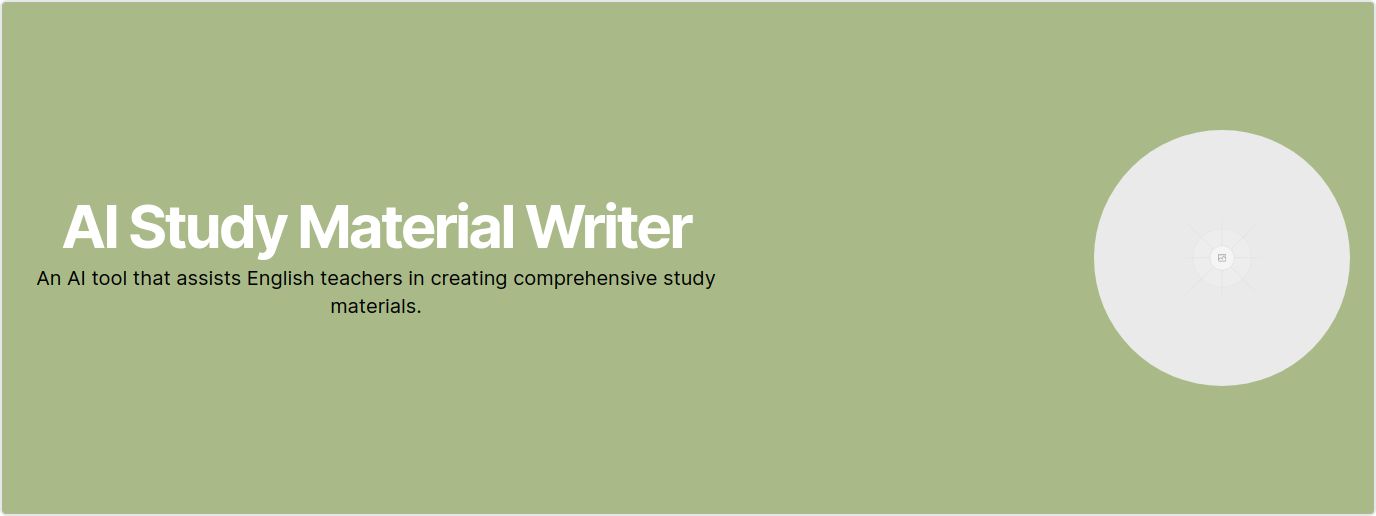 AI Study Material Writer
An AI tool that assists English teachers in creating comprehensive study
materials.